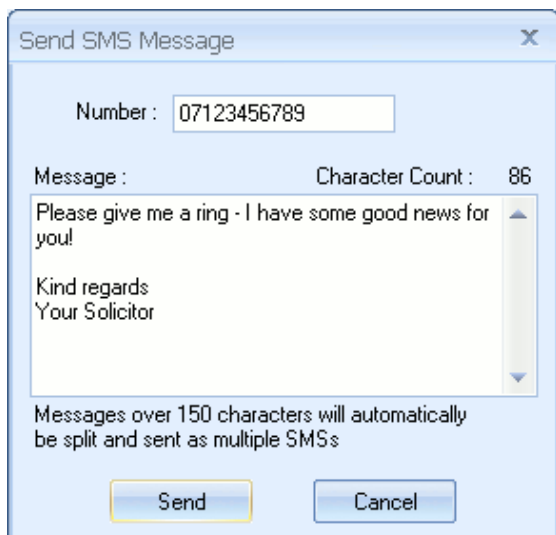 Send SMS Message
Number : 07123456789
Message : Character Count : 86
Please give me a ring - I have some good news for
you!
Kind regards
Your Solicitor
Messages over 150 characters will automatically
be split and sent as multiple SMSs
Send Cancel